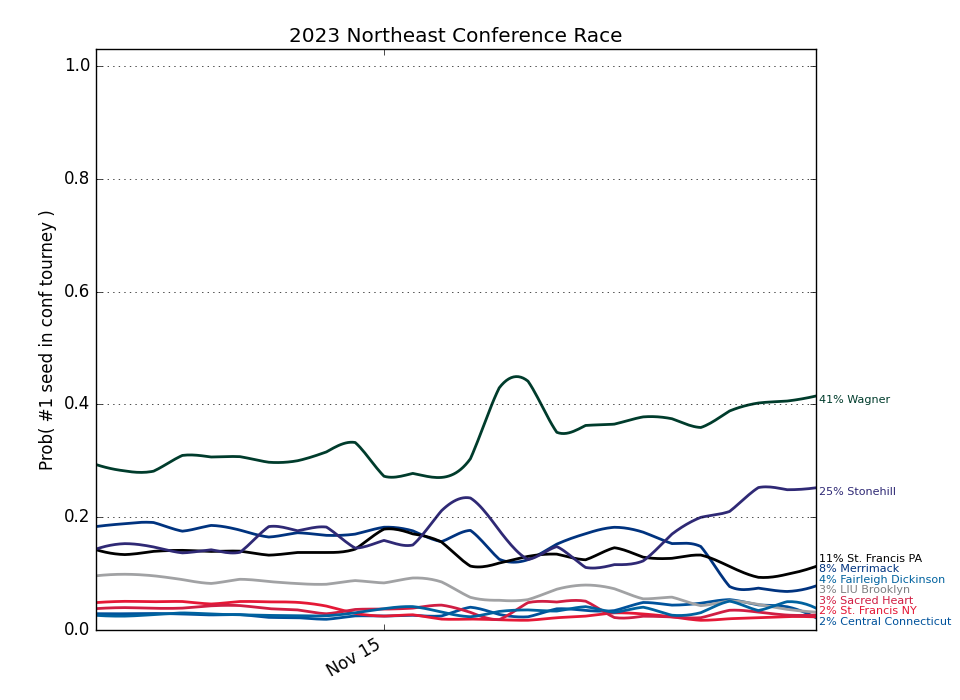 2023 Northeast Conference Race
Prob( #1 seed in conf tourney )
1.0
0.8
0.6
0.4
0.2
0.0
Nov 15
41% Wagner
25% Stonehill
11% St. Francis PA
8% Merrimack
4% Fairleigh Dickinson
3% LIU Brooklyn
3% Sacred Heart
2% St. Francis NY
2% Central Connecticut